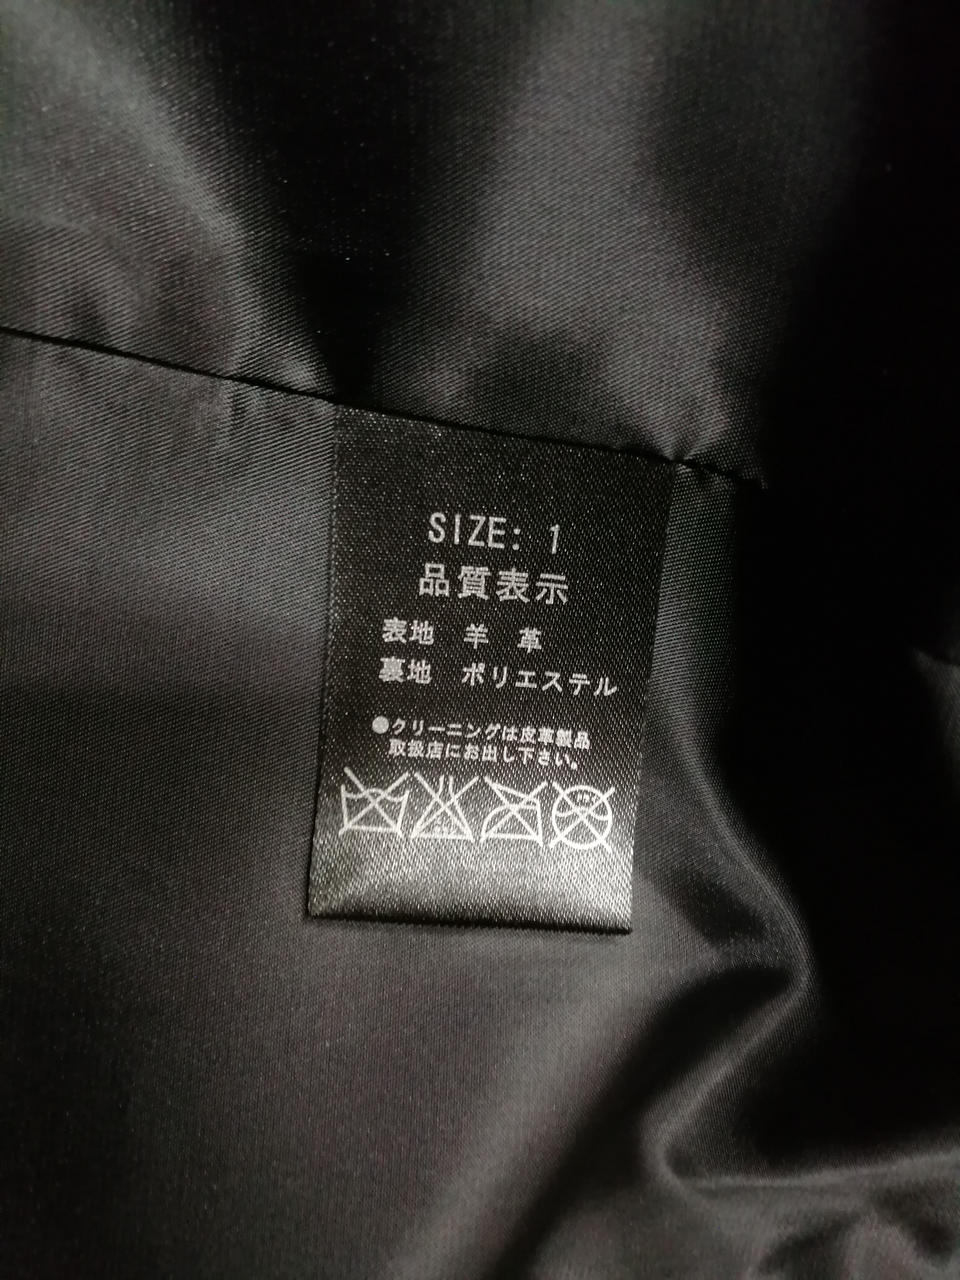 SIZE: 1
品質表示
表地 羊 革
裏地 ポリエステル
●クリーニングは皮革製品
取扱店にお出し下さい。